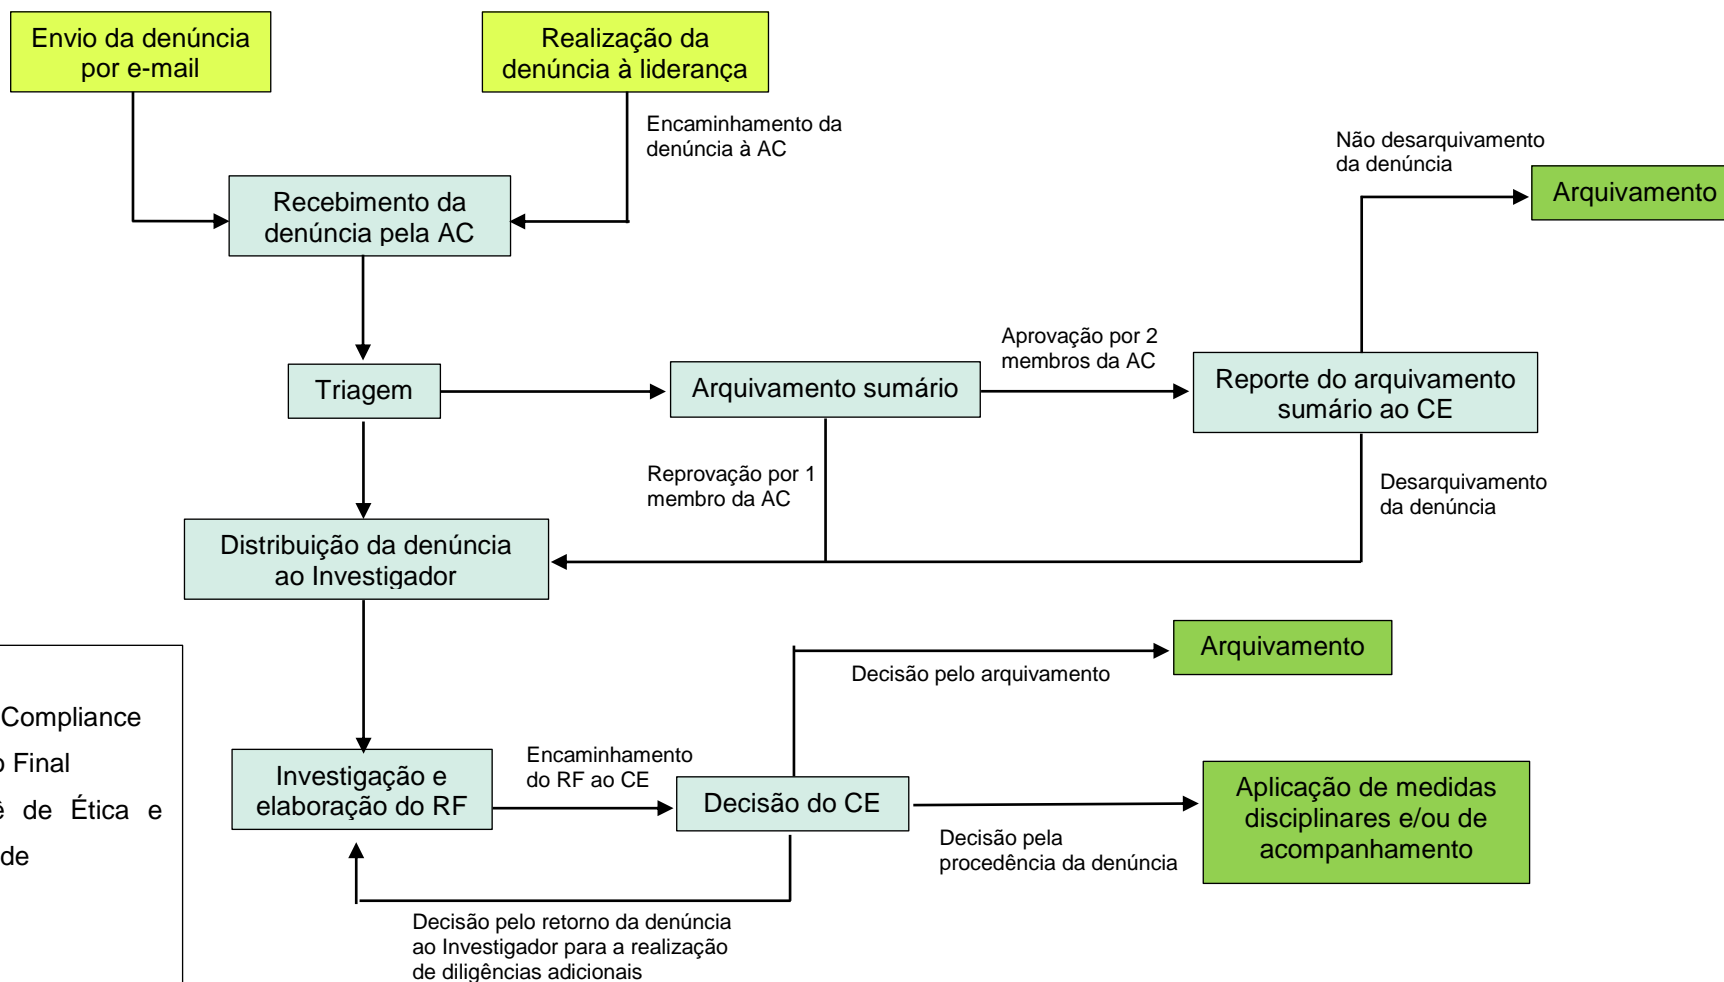 Envio da denúncia
por e-mail
Realização da
denúncia à liderança
Encaminhamento da
denúncia à AC
Não desarquivamento
da denúncia
Arquivamento
Recebimento da
denúncia pela AC
Aprovação por 2
membros da AC
Triagem
Arquivamento sumário
Reporte do arquivamento
sumário ao CE
Reprovação por 1
membro da AC
Desarquivamento
da denúncia
Distribuição da denúncia
ao Investigador
Arquivamento
Decisão pelo arquivamento
Compliance
Final
de Ética e
de
Investigação e
elaboração do RF
Encaminhamento
do RF ao CE
Decisão do CE
Aplicação de medidas
disciplinares e/ou de
acompanhamento
Decisão pela
procedência da denúncia
Decisão pelo retorno da denúncia
ao Investigador para a realização
de diligências adicionais